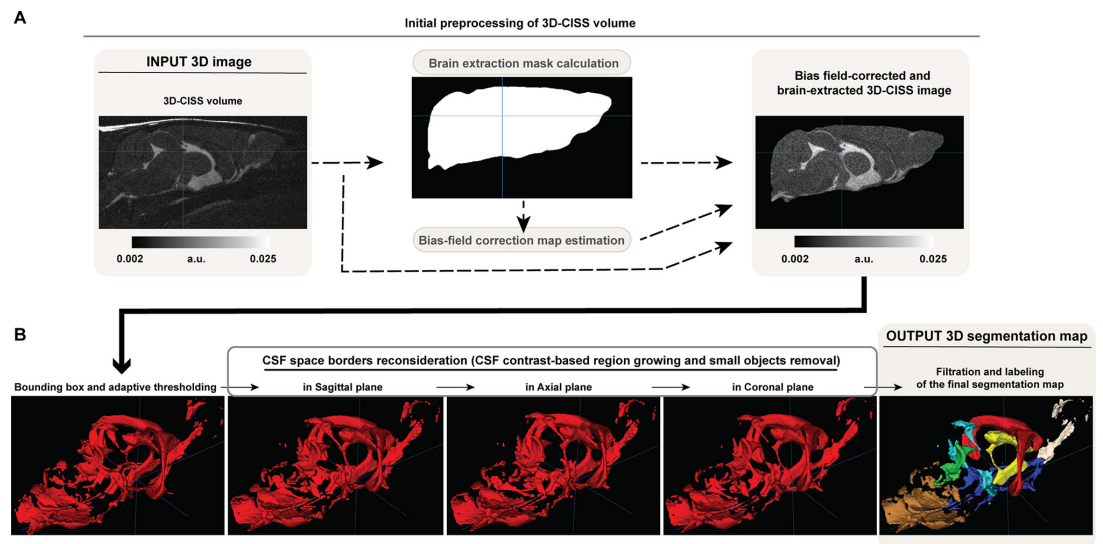 A
Initial preprocessing of 3D-CISS volume
INPUT 3D image
3D-CISS volume
0.002 a.u. 0.025
Brain extraction mask calculation
Bias-field correction map estimation
Bias field-corrected and
brain-extracted 3D-CISS image
0.002 a.u. 0.025
B
Bounding box and adaptive thresholding
CSF space borders reconsideration (CSF contrast-based region growing and small objects removal)
in Sagittal plane
in Axial plane
in Coronal plane
OUTPUT 3D segmentation map
Filtration and labeling
of the final segmentation map